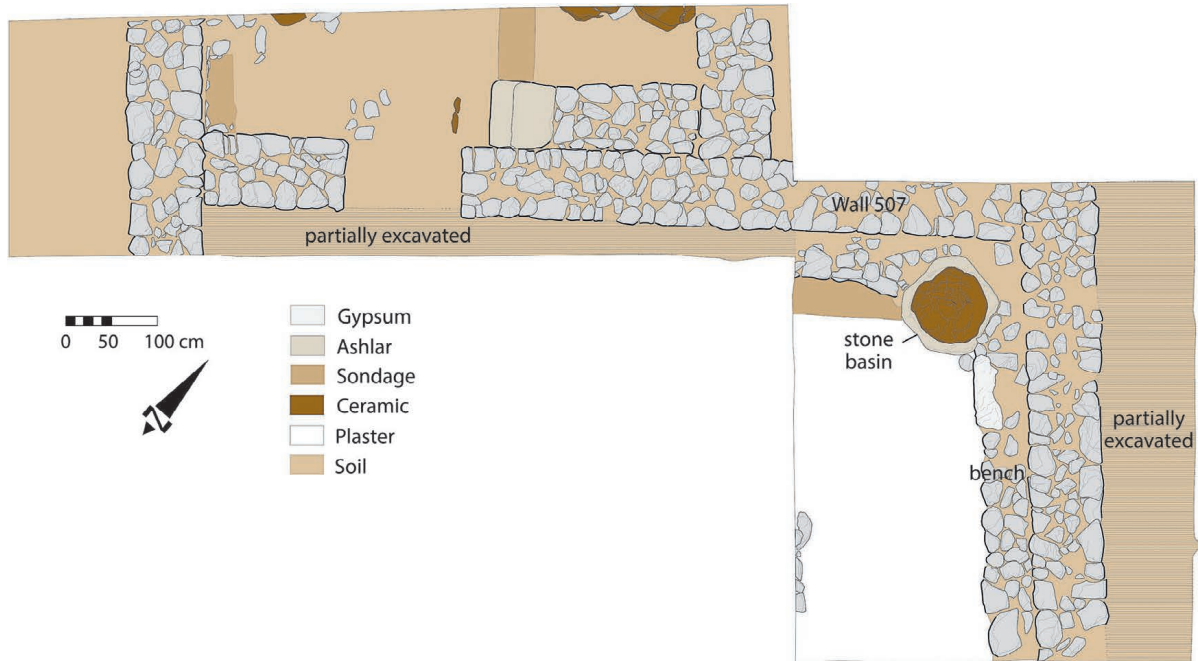 Wall 507
partially excavated
0 50 100 cm
Gypsum
Ashlar
Sondage
Ceramic
Plaster
Soil
N
stone
basin
bench
partially
excavated